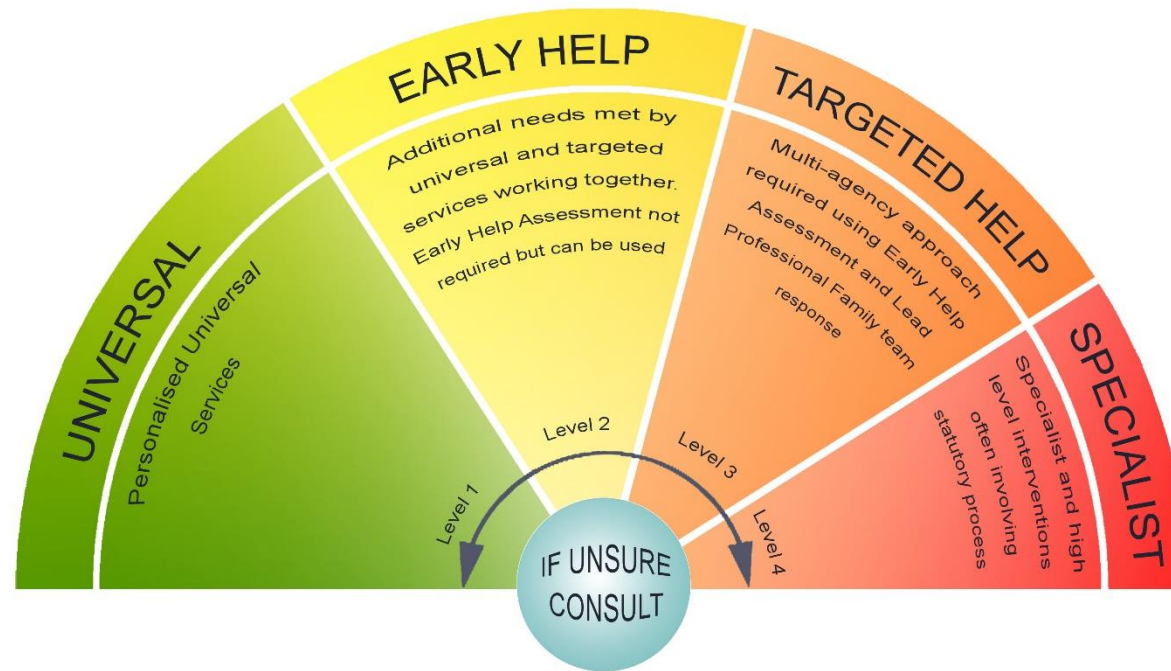 UNIVERSAL
Personalised Universal
Services
Level 1
EARLY HELP
Additional needs met by
universal and targeted
services working together.
Early Help Assessment not
required but can be used
Level 2
TARGETED HELP
Multi-agency approach
required using Early Help
Assessment and Lead
Professional Family team
response
Level 3
SPECIALIST
Specialist and high
level interventions
often involving
statutory process
Level 4
IF UNSURE
CONSULT